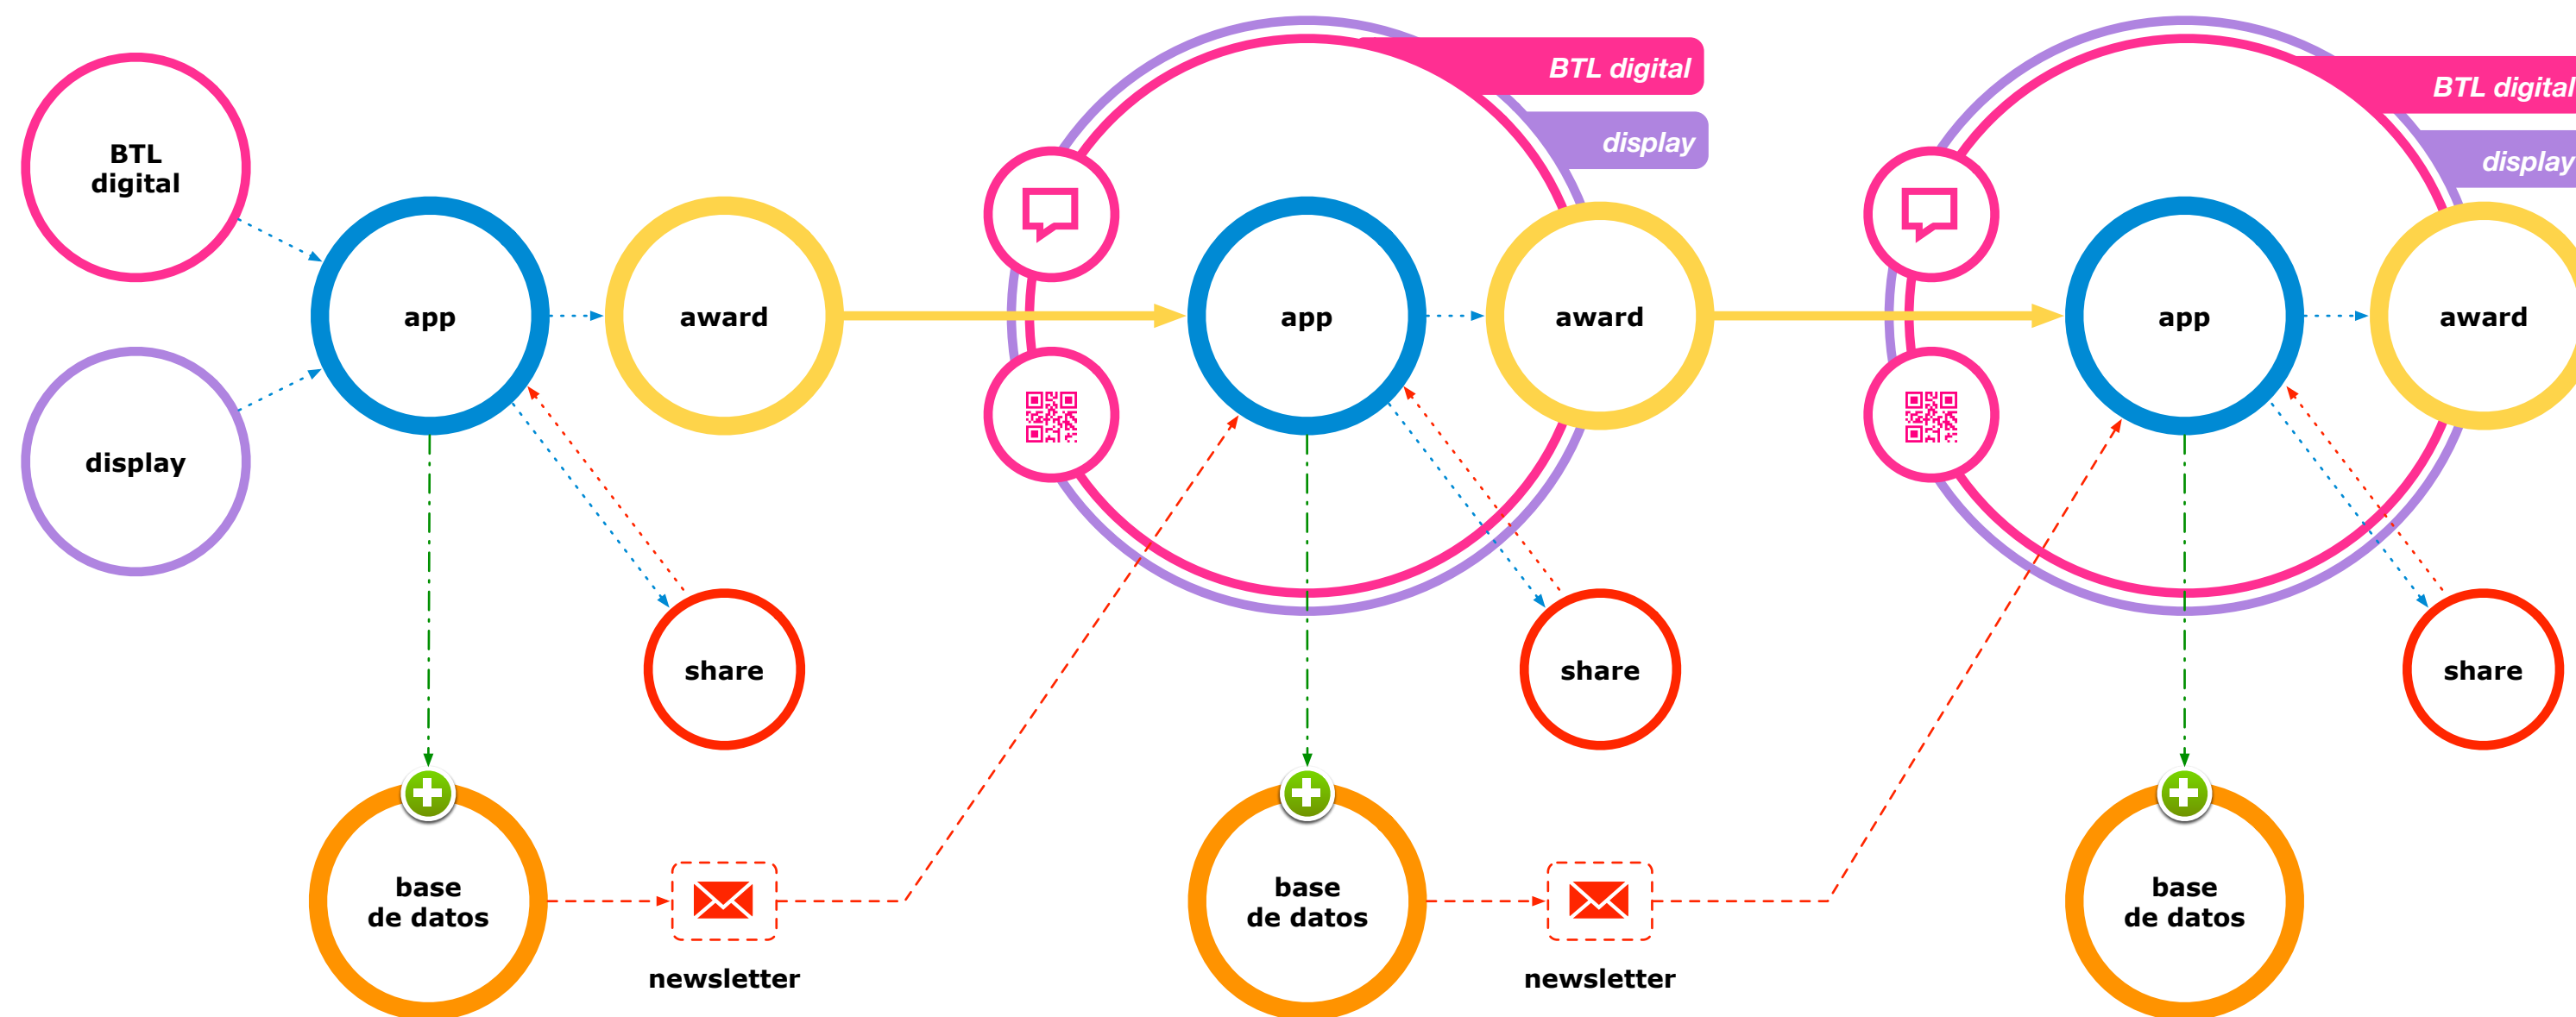 BTL digital
display
BTL digital
display
BTL
digital
app
award
app
award
app
award
display
share
share
share
base
de datos
base
de datos
base
de datos
newsletter
newsletter